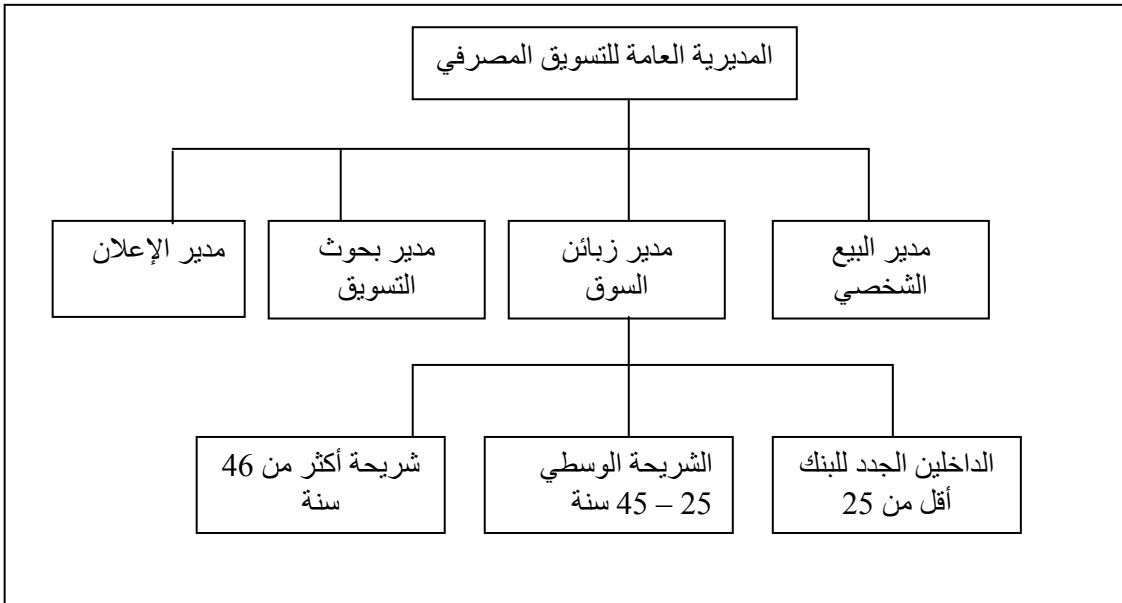 المديرية العامة للتسويق المصرفي
مدير البيع
الشخصي
مدير زبائن
السوق
مدير بحوث
التسويق
مدير الإعلان
الداخلين الجدد للبنك
أقل من 25
الشريحة الوسطي
25 – 45 سنة
شريحة أكثر من 46
سنة